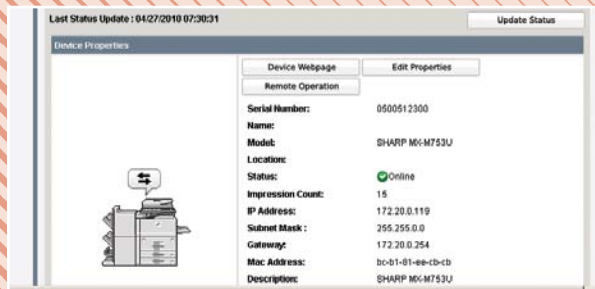 Last Status Update : 04/27/2010 07:30:31
Update Status
Device Properties
Device Webpage
Edit Properties
Remote Operation
Serial Number: 0500512300
Name:
Model: SHARP MX-M753U
Location:
Status: Online
Impression Count: 15
IP Address: 172.20.0.119
Subnet Mask : 255.255.0.0
Gateway: 172.20.0.254
Mac Address: bc-b1-81-ee-cb-cb
Description: SHARP MX-M753U